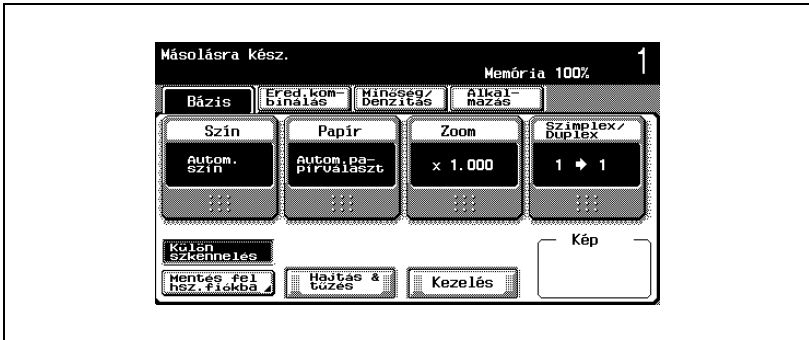 Másolásra kész.
Memória 100%
1
Bázis
Ered.kom-
binálás
Minőség/
Denzitás
Alkal-
mazás
Szín
Papír
Zoom
Szimplex/
Duplex
Autom.
szín
Autom.pa-
pírválaszt
x 1.000
1 ➔ 1
Külön
szkennelés
Kép
Mentés fel
hsz.fiókba
Hajtás &
tűzés
Kezelés